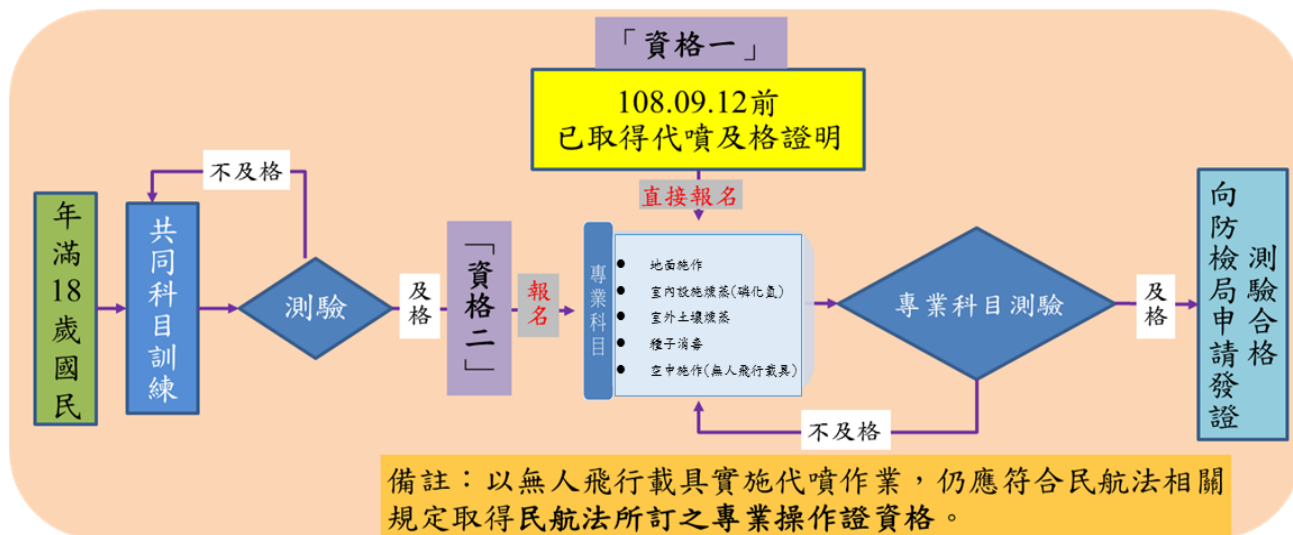 「資格一」
108.09.12前
已取得代噴及格證明
直接報名
年滿18歲國民
共同科目訓練
不及格
測驗
及格
「資格二」
報名
專業科目
● 地面施作
● 室內設施燻蒸(磷化氫)
● 室外土壤燻蒸
● 種子消毒
● 空中施作(無人飛行載具)
專業科目測驗
不及格
及格
測驗合格
向防檢局申請發證
備註：以無人飛行載具實施代噴作業，仍應符合民航法相關
規定取得民航法所訂之專業操作證資格。